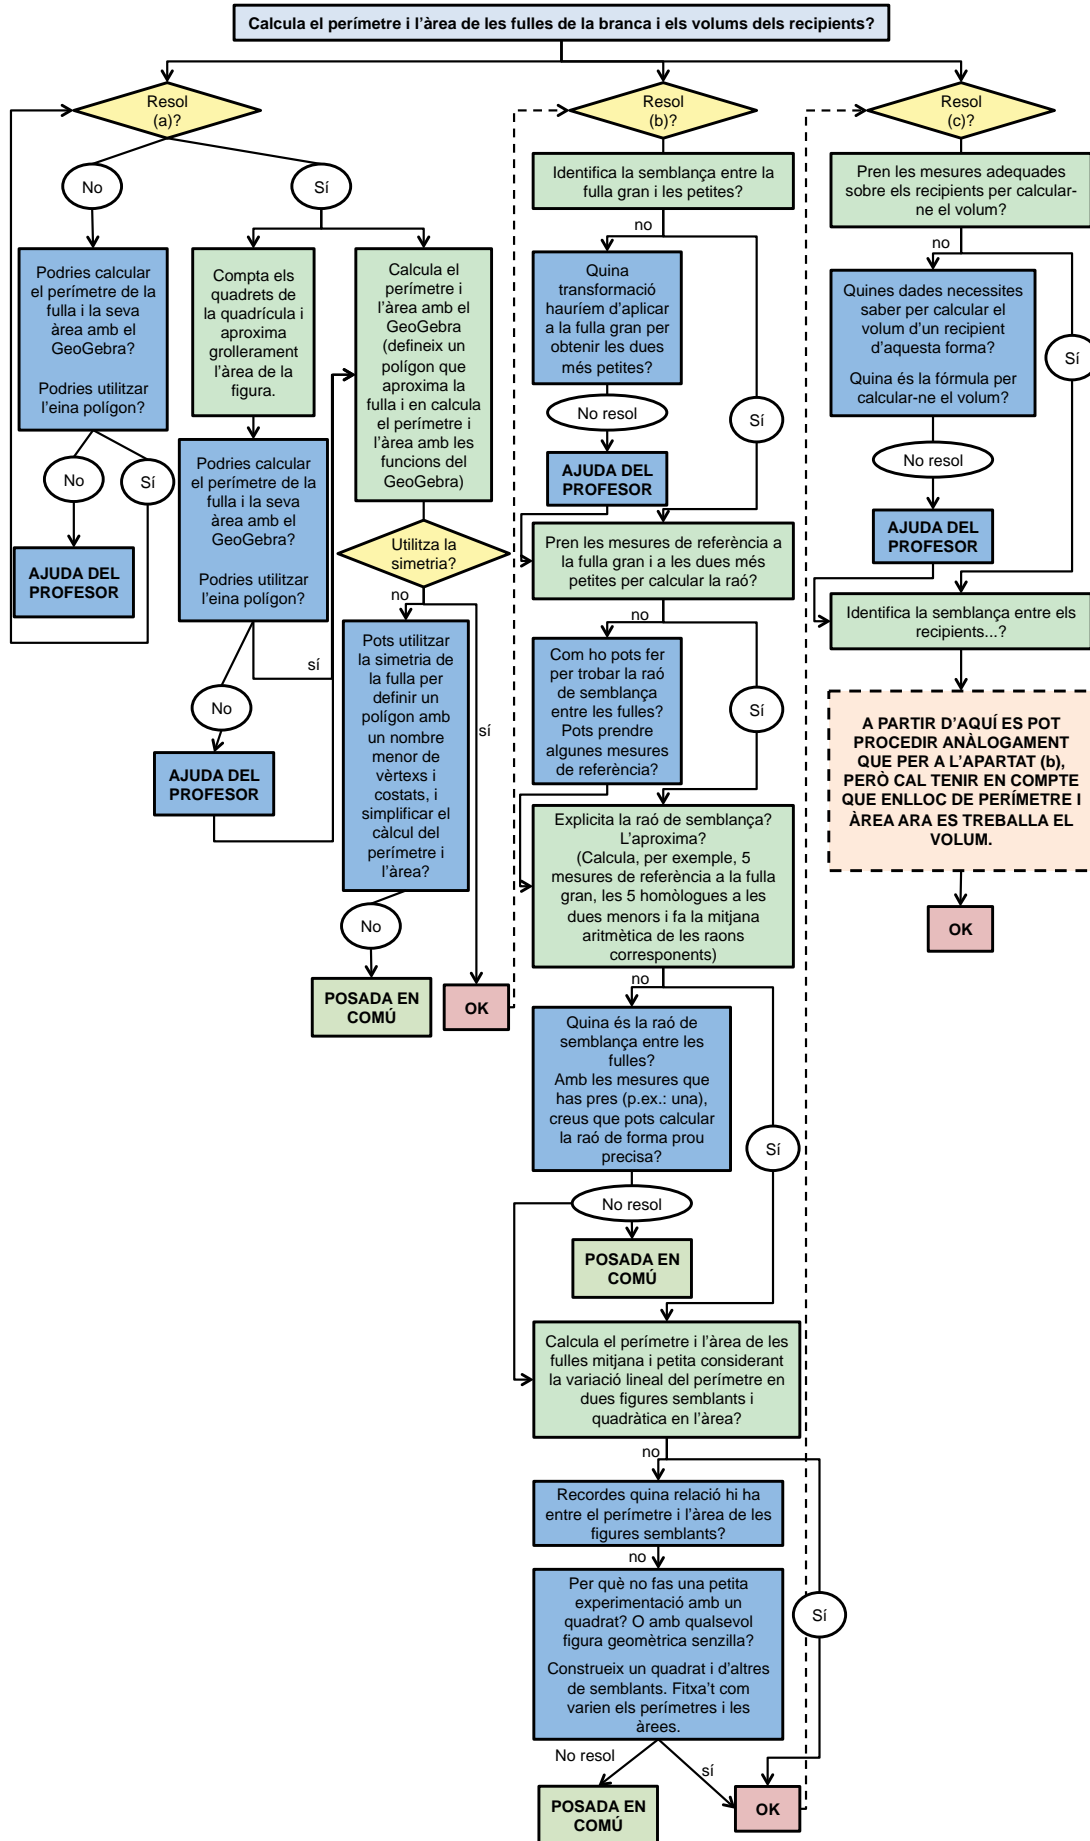 Calcula el perímetre i l'àrea de les fulles de la branca i els volums dels recipients?
Resol
(a)?
No
Sí
Podries calcular
el perímetre de la
fulla i la seva
àrea amb el
GeoGebra?
Podries utilitzar
l'eina polígon?
No
Sí
AJUDA DEL
PROFESOR
Compta els
quadrets de
la quadrícula i
aproxima
grollerament
l'àrea de la
figura.
Podries calcular
el perímetre de la
fulla i la seva
àrea amb el
GeoGebra?
Podries utilitzar
l'eina polígon?
sí
No
AJUDA DEL
PROFESOR
Calcula el
perímetre i
l'àrea amb el
GeoGebra
(defineix un
polígon que
aproxima la
fulla i en calcula
el perímetre i
l'àrea amb les
funcions del
GeoGebra)
Utilitza la
simetria?
no
sí
Pots utilitzar
la simetria de
la fulla per
definir un
polígon amb
un nombre
menor de
vèrtexs i
costats, i
simplificar el
càlcul del
perímetre i
l'àrea?
No
POSADA EN
COMÚ
OK
Resol
(b)?
Identifica la semblança entre la
fulla gran i les petites?
no
Quina
transformació
hauríem d'aplicar
a la fulla gran per
obtenir les dues
més petites?
No resol
Sí
AJUDA DEL
PROFESOR
Pren les mesures de referència a
la fulla gran i a les dues més
petites per calcular la raó?
no
Com ho pots fer
per trobar la raó
de semblança
entre les fulles?
Pots prendre
algunes mesures
de referència?
Sí
Explicita la raó de semblança?
L'aproxima?
(Calcula, per exemple, 5
mesures de referència a la fulla
gran, les 5 homòlogues a les
dues menors i fa la mitjana
aritmètica de les raons
corresponents)
no
Quina és la raó de
semblança entre les
fulles?
Amb les mesures que
has pres (p.ex.: una),
creus que pots calcular
la raó de forma prou
precisa?
Sí
No resol
POSADA EN
COMÚ
Calcula el perímetre i l'àrea de les
fulles mitjana i petita considerant
la variació lineal del perímetre en
dues figures semblants i
quadràtica en l'àrea?
no
Recordes quina relació hi ha
entre el perímetre i l'àrea de les
figures semblants?
no
Per què no fas una petita
experimentació amb un
quadrat? O amb qualsevol
figura geomètrica senzilla?
Construeix un quadrat i d'altres
de semblants. Fitxa't com
varien els perímetres i les
àrees.
Sí
No resol
sí
POSADA EN
COMÚ
OK
Resol
(c)?
Pren les mesures adequades
sobre els recipients per calcular-
ne el volum?
no
Quines dades necessites
saber per calcular el
volum d'un recipient
d'aquesta forma?
Quina és la fórmula per
calcular-ne el volum?
Sí
No resol
AJUDA DEL
PROFESOR
Identifica la semblança entre els
recipients...?
A PARTIR D'AQUÍ ES POT
PROCEDIR ANÀLOGAMENT
QUE PER A L'APARTAT (b),
PERÒ CAL TENIR EN COMPTE
QUE ENLLOC DE PERÍMETRE I
ÀREA ARA ES TREBALLA EL
VOLUM.
OK